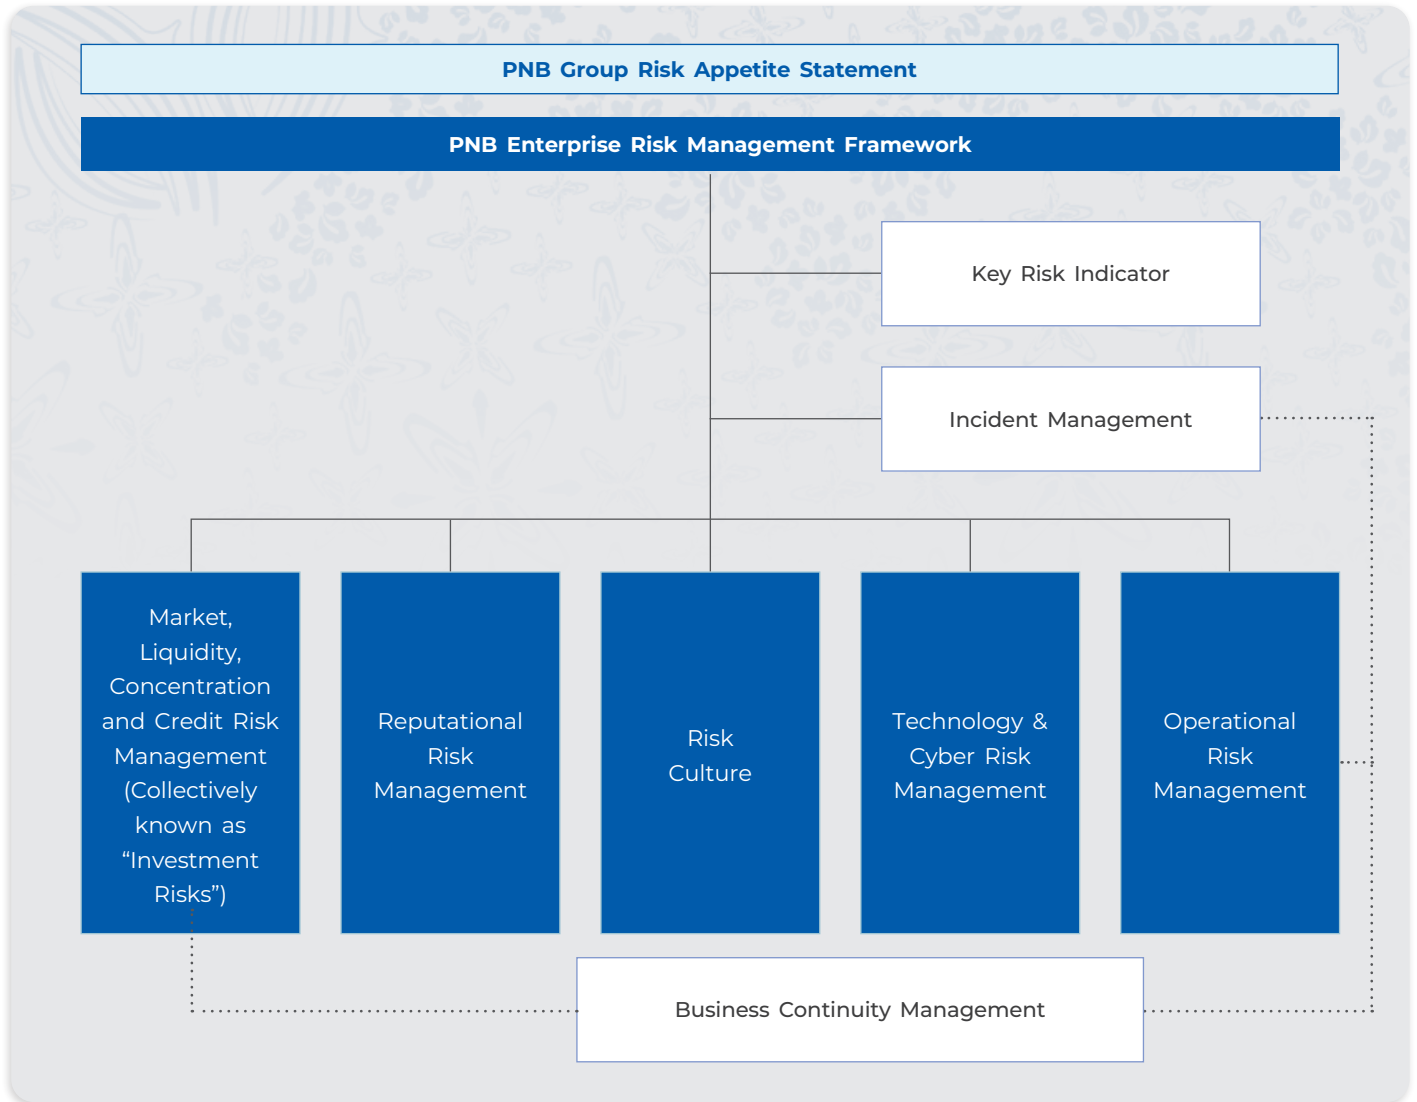 PNB Group Risk Appetite Statement
PNB Enterprise Risk Management Framework
Key Risk Indicator
Incident Management
Market,
Liquidity,
Concentration
and Credit Risk
Management
(Collectively
known as
“Investment
Risks”)
Reputational
Risk
Management
Risk
Culture
Technology &
Cyber Risk
Management
Operational
Risk
Management
Business Continuity Management